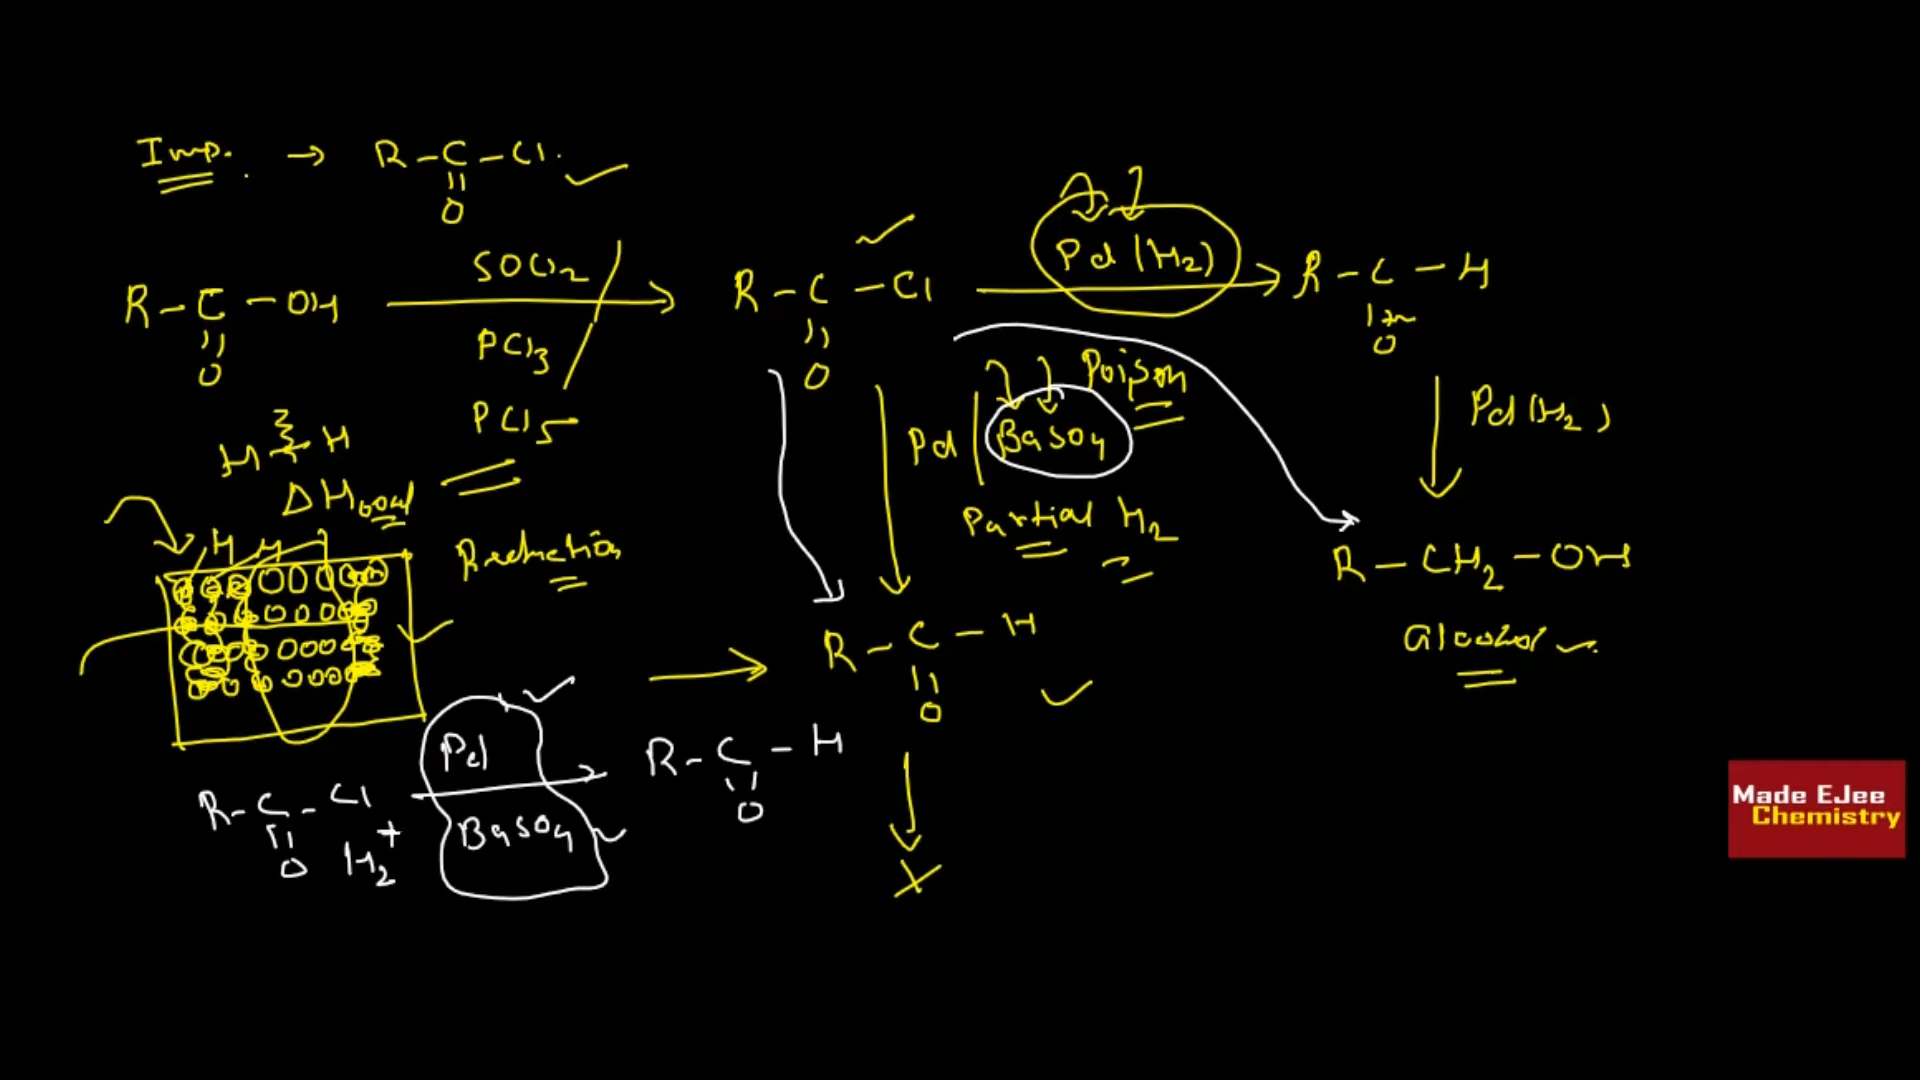 Imp. → R-C-Cl.
||
O
R-C-OH
||
O
SOCl2
PCl3
PCl5
R-C-Cl
||
O
Pd (H2)
R-C-H
O
Pd (H2)
R-CH2-OH
Alcohol
Poison
Pd | BaSO4
Partial H2
H H
ΔH
Reduction
H H
R-C-H
||
O
X
R-C-Cl
||
O
+
H2
Pd
BaSO4
R-C-H
||
O
Made EJee
Chemistry